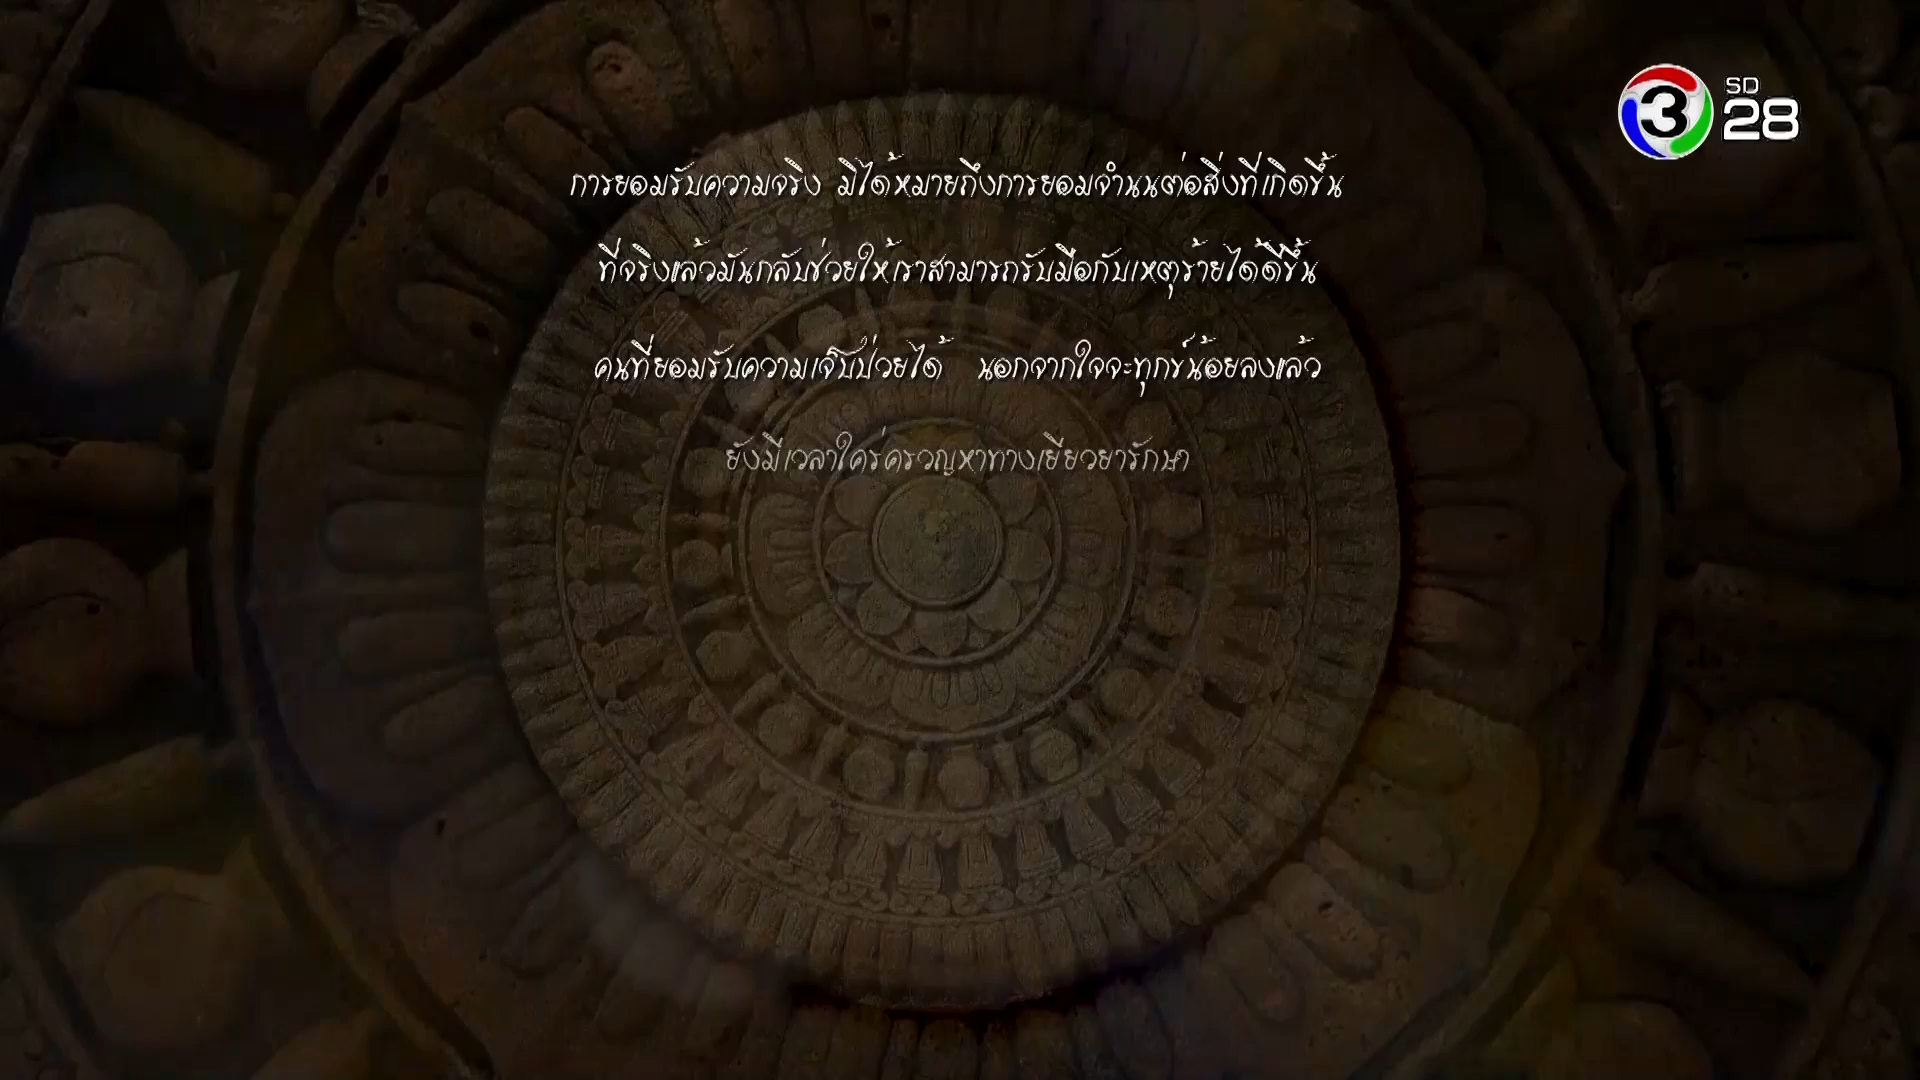 3 SD 28
การยอมรับความจริง มิได้หมายถึงการยอมจำนนต่อสิ่งที่เกิดขึ้น
ที่จริงแล้วมันกลับช่วยให้เราสามารถรับมือกับเหตุร้ายได้ดีขึ้น
คนที่ยอมรับความเจ็บป่วยได้ นอกจากใจจะทุกข์น้อยลงแล้ว
ยังมีเวลาใคร่ครวญหาทางเยียวยารักษา